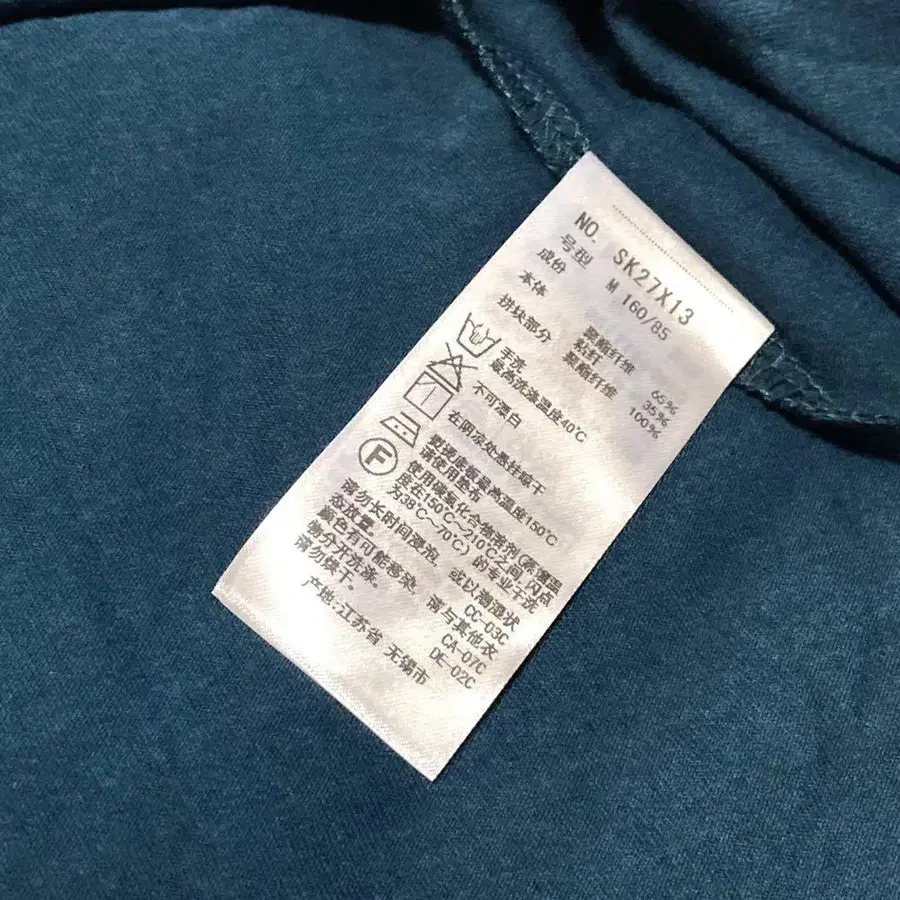 NO. SK27X13
号型 M 160/85
成份
本体 聚酯纤维 65%
粘纤 35%
拼块部分 聚酯纤维 100%
手洗
最高洗涤温度40℃
不可漂白
在阴凉处悬挂晾干
熨烫底板最高温度150℃
请使用垫布
使用碳氢化合物溶剂(蒸馏温
度在150℃~210℃之间,闪点
为38℃~70℃)的专业干洗
请勿长时间浸泡, 或以潮湿状
态放置。
颜色有可能移染, 请与其他衣
物分开洗涤。
请勿拨干。
CC-03C
CA-07C
DE-02C
产地:江苏省 无锡市
F